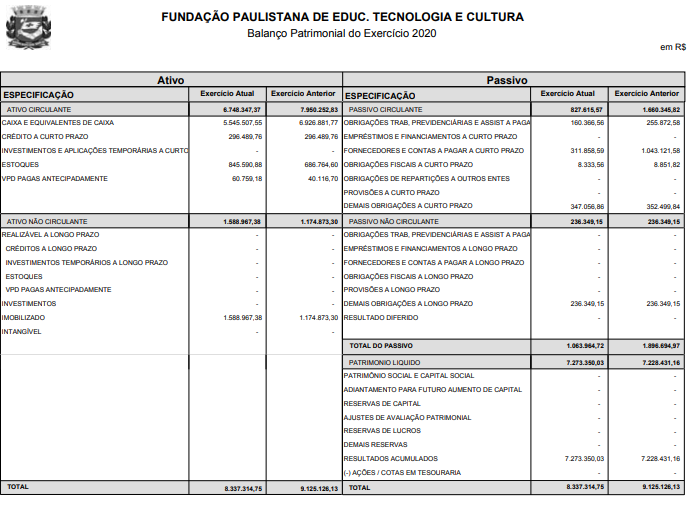 FUNDAÇÃO PAULISTANA DE EDUC. TECNOLOGIA E CULTURA
Balanço Patrimonial do Exercício 2020
em R$
Ativo Passivo
ESPECIFICAÇÃO Exercício Atual Exercício Anterior ESPECIFICAÇÃO Exercício Atual Exercício Anterior
ATIVO CIRCULANTE 6.748.347,37 7.950.252,83 PASSIVO CIRCULANTE 827.615,57 1.660.345,82
CAIXA E EQUIVALENTES DE CAIXA 5.545.507,55 6.926.881,77 OBRIGAÇÕES TRAB, PREVIDENCIÁRIAS E ASSIST A PAGA 160.366,56 255.872,58
CRÉDITO A CURTO PRAZO 296.489,76 296.489,76 EMPRÉSTIMOS E FINANCIAMENTOS A CURTO PRAZO - -
INVESTIMENTOS E APLICAÇÕES TEMPORÁRIAS A CURTO - - FORNECEDORES E CONTAS A PAGAR A CURTO PRAZO 311.858,59 1.043.121,58
ESTOQUES 845.590,88 686.764,60 OBRIGAÇÕES FISCAIS A CURTO PRAZO 8.333,56 8.851,82
VPD PAGAS ANTECIPADAMENTE 60.759,18 40.116,70 OBRIGAÇÕES DE REPARTIÇÕES A OUTROS ENTES - -
PROVISÕES A CURTO PRAZO - -
DEMAIS OBRIGAÇÕES A CURTO PRAZO 347.056,86 352.499,84
ATIVO NÃO CIRCULANTE 1.588.967,38 1.174.873,30 PASSIVO NÃO CIRCULANTE 236.349,15 236.349,15
REALIZÁVEL A LONGO PRAZO - - OBRIGAÇÕES TRAB, PREVIDENCIÁRIAS E ASSIST A PAGA - -
CRÉDITOS A LONGO PRAZO - - EMPRÉSTIMOS E FINANCIAMENTOS A LONGO PRAZO - -
INVESTIMENTOS TEMPORÁRIOS A LONGO PRAZO - - FORNECEDORES E CONTAS A PAGAR A LONGO PRAZO - -
ESTOQUES - - OBRIGAÇÕES FISCAIS A LONGO PRAZO - -
VPD PAGAS ANTECIPADAMENTE - - PROVISÕES A LONGO PRAZO - -
INVESTIMENTOS - - DEMAIS OBRIGAÇÕES A LONGO PRAZO 236.349,15 236.349,15
IMOBILIZADO 1.588.967,38 1.174.873,30 RESULTADO DIFERIDO - -
INTANGÍVEL - -
TOTAL DO PASSIVO 1.063.964,72 1.896.694,97
PATRIMONIO LIQUIDO 7.273.350,03 7.228.431,16
PATRIMÔNIO SOCIAL E CAPITAL SOCIAL - -
ADIANTAMENTO PARA FUTURO AUMENTO DE CAPITAL - -
RESERVAS DE CAPITAL - -
AJUSTES DE AVALIAÇÃO PATRIMONIAL - -
RESERVAS DE LUCROS - -
DEMAIS RESERVAS - -
RESULTADOS ACUMULADOS 7.273.350,03 7.228.431,16
(-) AÇÕES / COTAS EM TESOURARIA - -
TOTAL 8.337.314,75 9.125.126,13 TOTAL 8.337.314,75 9.125.126,13